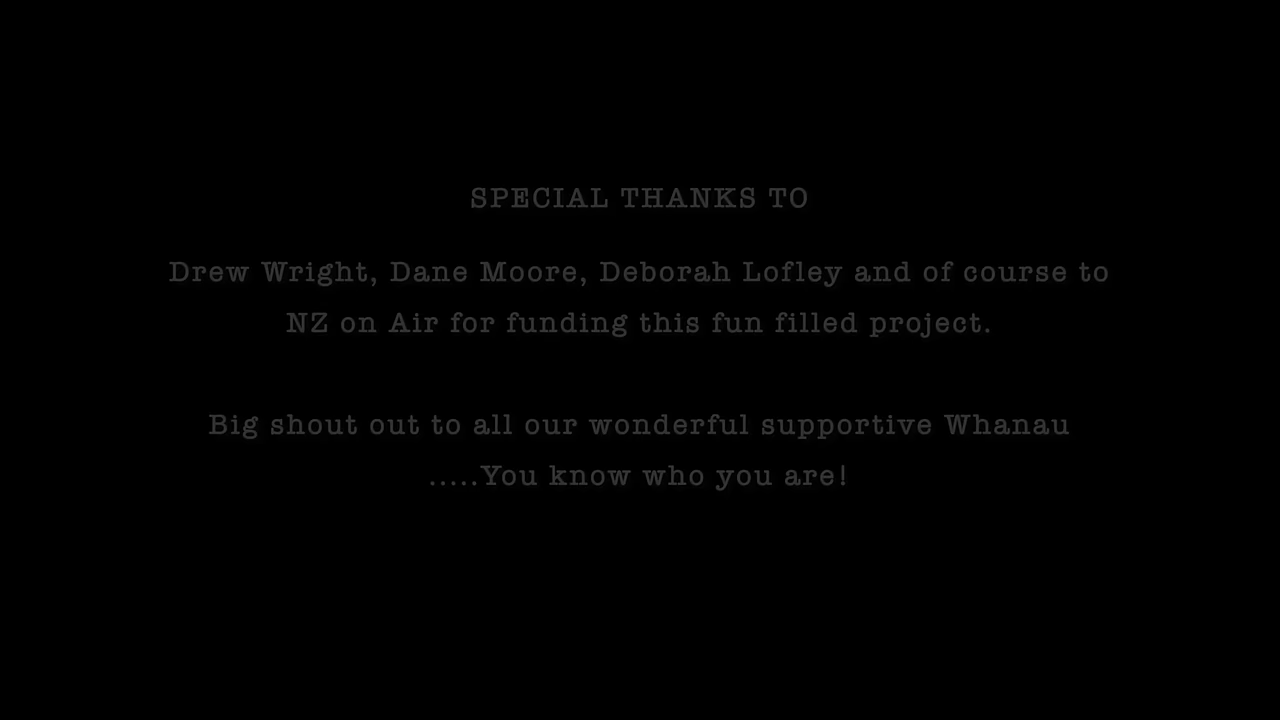 SPECIAL THANKS TO
Drew Wright, Dane Moore, Deborah Lofley and of course to
NZ on Air for funding this fun filled project.
Big shout out to all our wonderful supportive Whanau
.....You know who you are!